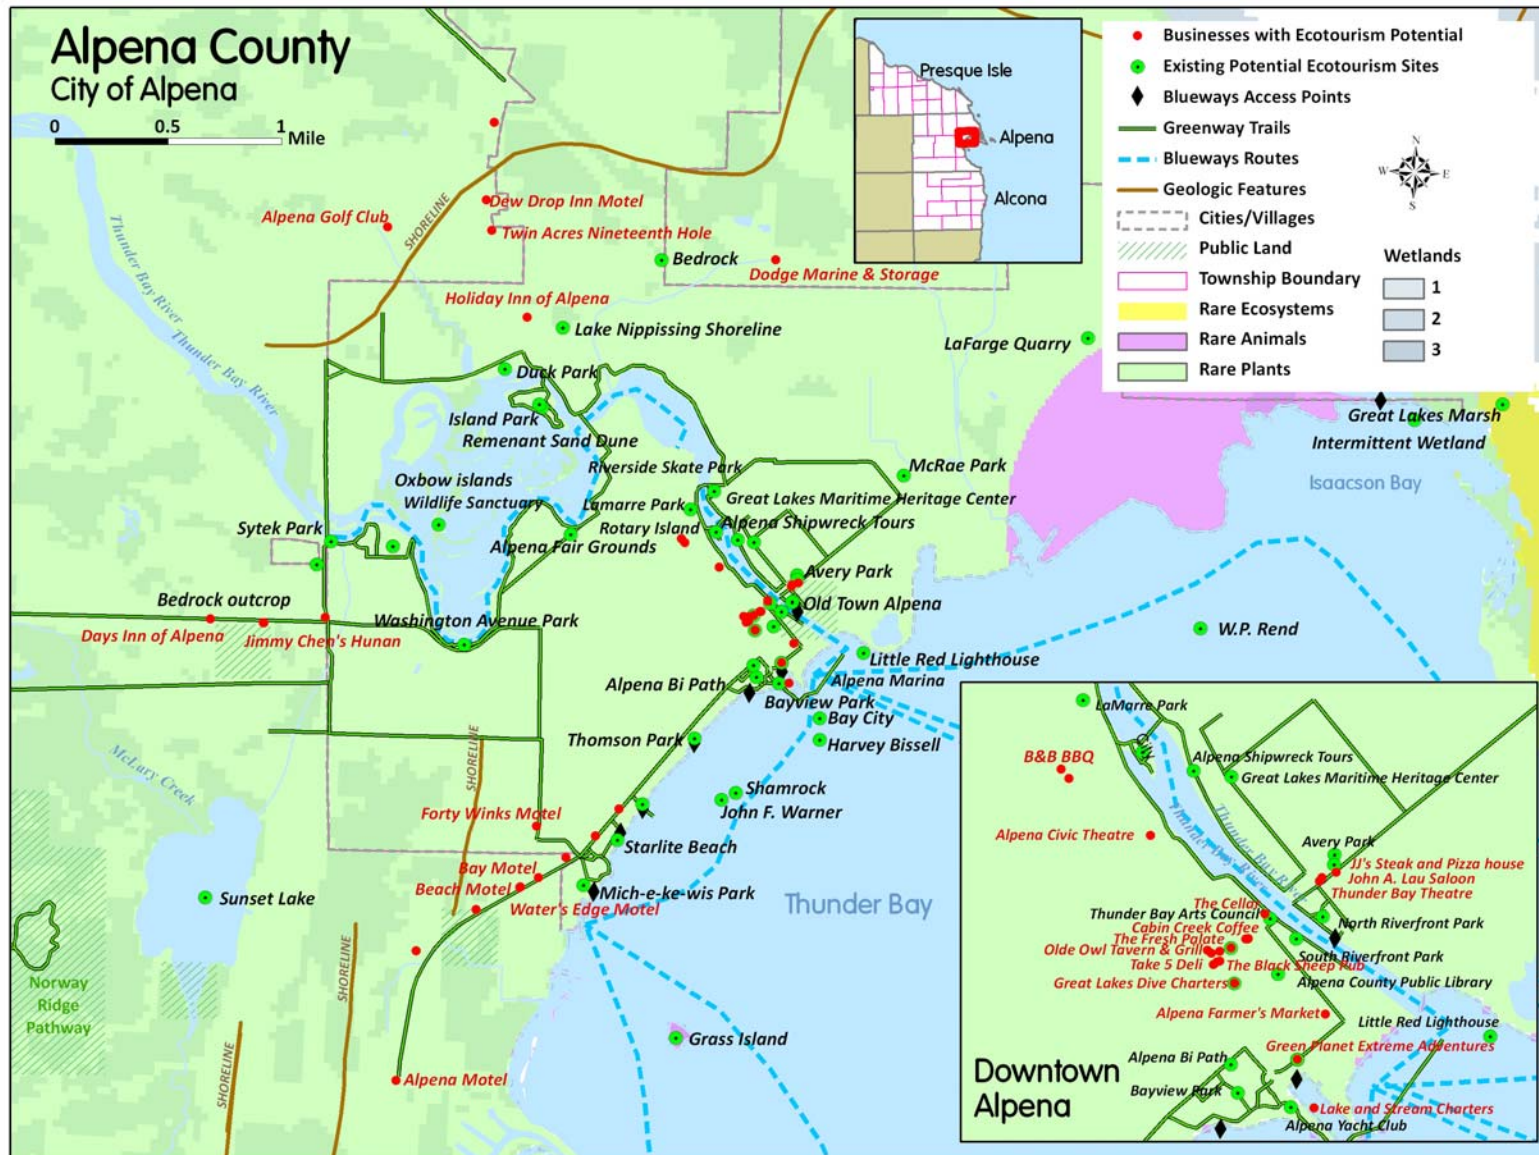 Alpena County
City of Alpena
0 0.5 1
Mile
Presque Isle
Alpena
Alcona
Businesses with Ecotourism Potential
Existing Potential Ecotourism Sites
Blueways Access Points
Greenway Trails
Blueways Routes
Geologic Features
Cities/Villages
Public Land
Township Boundary
Rare Ecosystems
Rare Animals
Rare Plants
Wetlands
1
2
3
N
W
E
S
Thunder Bay River
Thunder Bay River
Alpena Golf Club
SHORELINE
Dew Drop Inn Motel
Twin Acres Nineteenth Hole
Bedrock
Dodge Marine & Storage
Holiday Inn of Alpena
Lake Nippissing Shoreline
LaFarge Quarry
Duck Park
Island Park
Remenant Sand Dune
Great Lakes Marsh
Intermittent Wetland
Isaacson Bay
Riverside Skate Park
McRae Park
Oxbow islands
Wildlife Sanctuary
Lamarre Park
Great Lakes Maritime Heritage Center
Sytek Park
Rotary Island
Alpena Shipwreck Tours
Alpena Fair Grounds
Avery Park
Bedrock outcrop
Old Town Alpena
Days Inn of Alpena
Jimmy Chen's Hunan
Washington Avenue Park
W.P. Rend
Little Red Lighthouse
Alpena Marina
Alpena Bi Path
Bayview Park
Bay City
Thomson Park
Harvey Bissell
SHORELINE
McLury Creek
Shamrock
John F. Warner
Forty Winks Motel
Starlite Beach
Bay Motel
Beach Motel
Mich-e-ke-wis Park
Water's Edge Motel
Thunder Bay
Sunset Lake
SHORELINE
Norway
Ridge
Pathway
Grass Island
SHORELINE
Alpena Motel
LaMarre Park
City
B&B BBQ
Alpena Shipwreck Tours
Great Lakes Maritime Heritage Center
Thunder Bay River
Thunder Bay River
Alpena Civic Theatre
Avery Park
JJ's Steak and Pizza house
John A. Lau Saloon
Thunder Bay Theatre
The Cellar
Thunder Bay Arts Council
North Riverfront Park
Cabin Creek Coffee
The Fresh Palate
Olde Owl Tavern & Grill
South Riverfront Park
Take 5 Deli
The Black Sheep Pub
Great Lakes Dive Charters
Alpena County Public Library
Alpena Farmer's Market
Little Red Lighthouse
Green Planet Extreme Adventures
Alpena Bi Path
Bayview Park
Lake and Stream Charters
Alpena Yacht Club
Downtown
Alpena